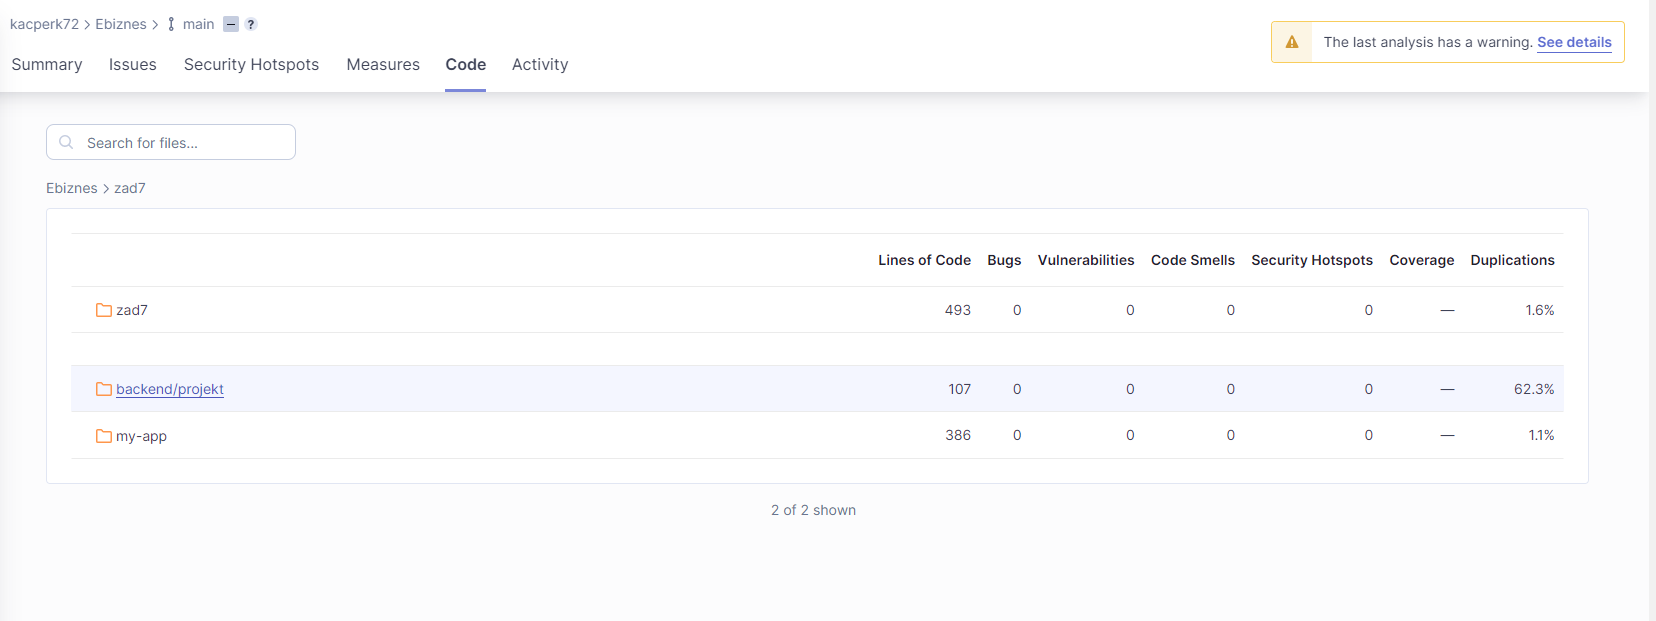 kacperk72 > Ebiznes > main ?
The last analysis has a warning. See details
Summary Issues Security Hotspots Measures Code Activity
Search for files...
Ebiznes > zad7
Lines of Code Bugs Vulnerabilities Code Smells Security Hotspots Coverage Duplications
zad7 493 0 0 0 0 — 1.6%
backend/projekt 107 0 0 0 0 — 62.3%
my-app 386 0 0 0 0 — 1.1%
2 of 2 shown